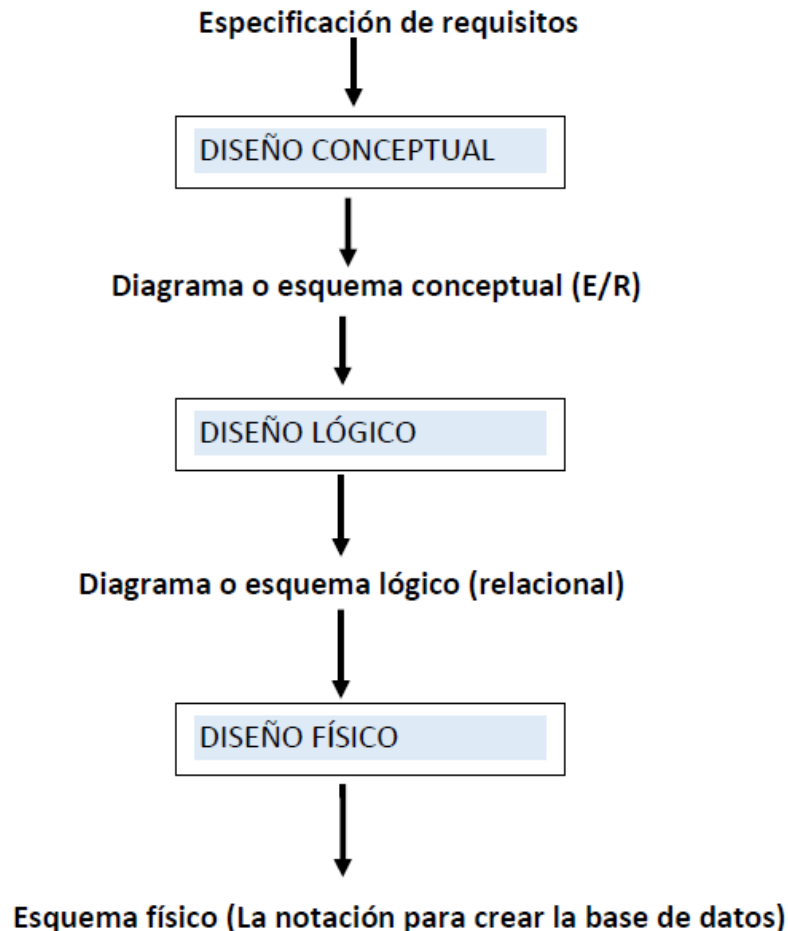 Especificación de requisitos
DISEÑO CONCEPTUAL
Diagrama o esquema conceptual (E/R)
DISEÑO LÓGICO
Diagrama o esquema lógico (relacional)
DISEÑO FÍSICO
Esquema físico (La notación para crear la base de datos)